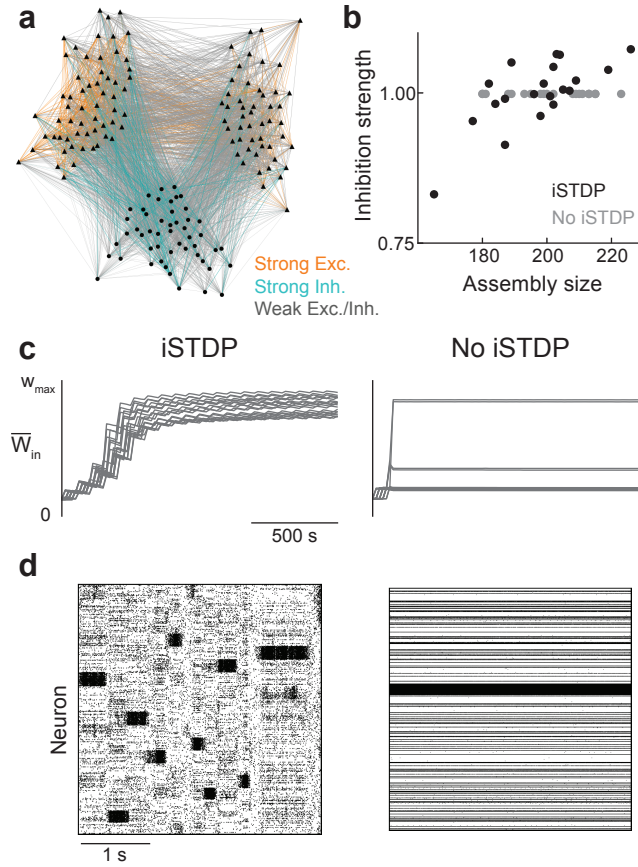 a
Strong Exc.
Strong Inh.
Weak Exc./Inh.
b
Inhibition strength
1.00
0.75
iSTDP
No iSTDP
180
200
220
Assembly size
c
iSTDP
No iSTDP
wmax
W̅in
0
500 s
d
Neuron
1 s